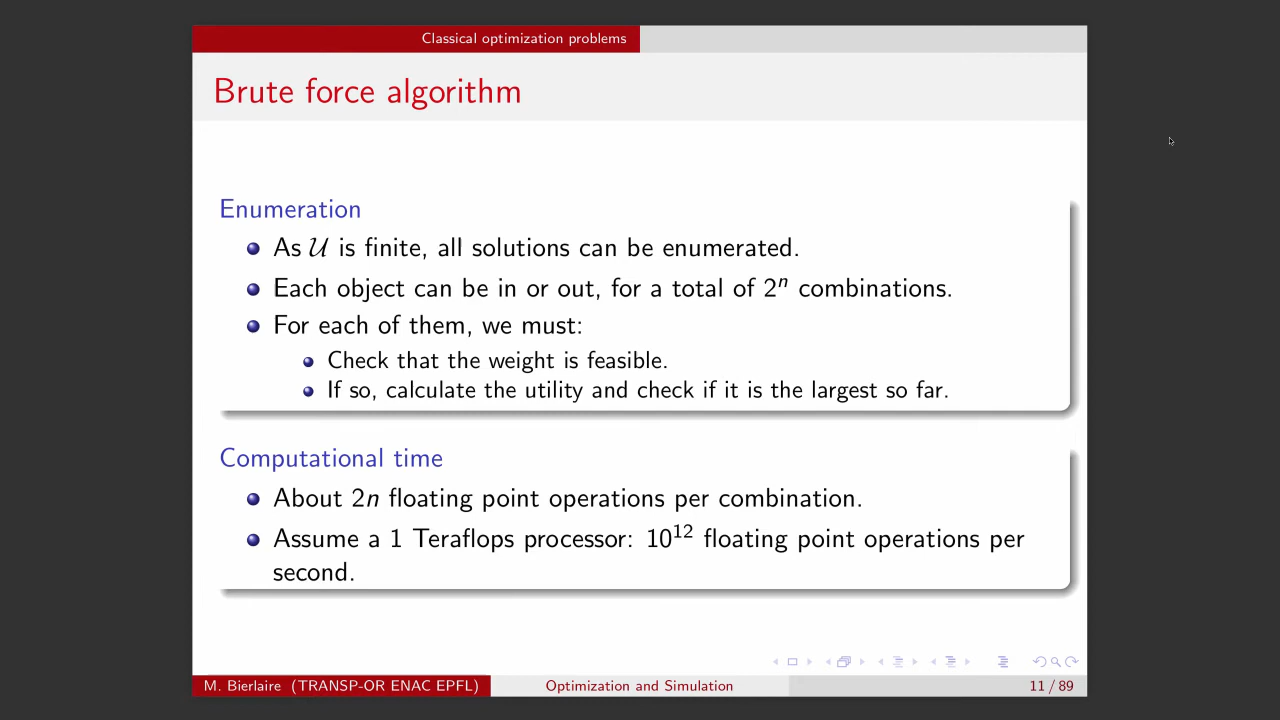 Classical optimization problems
Brute force algorithm
Enumeration
As 𝒰 is finite, all solutions can be enumerated.
Each object can be in or out, for a total of 2ⁿ combinations.
For each of them, we must:
Check that the weight is feasible.
If so, calculate the utility and check if it is the largest so far.
Computational time
About 2n floating point operations per combination.
Assume a 1 Teraflops processor: 10¹² floating point operations per
second.
M. Bierlaire (TRANSP-OR ENAC EPFL)
Optimization and Simulation
11 / 89